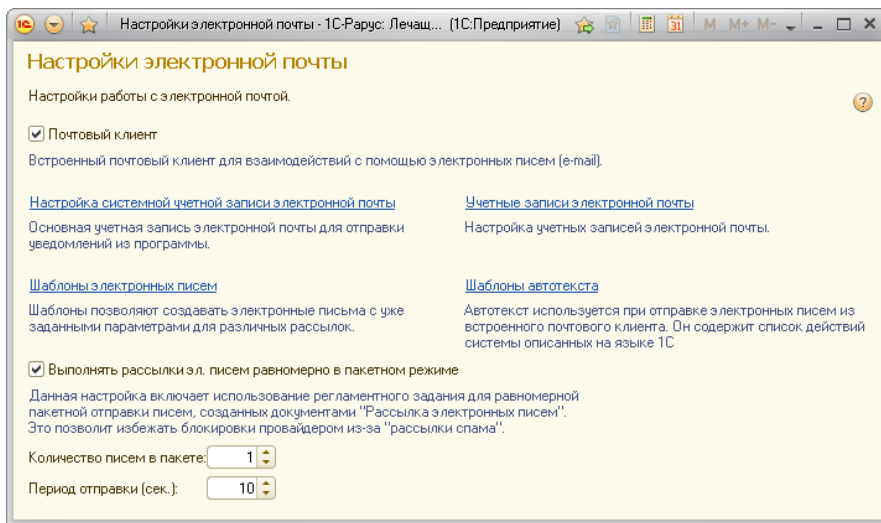 Настройки электронной почты - 1С-Рарус: Лечащ... (1С:Предприятие) 31 M M+ M-
Настройки электронной почты
Настройки работы с электронной почтой.
?
Почтовый клиент
Встроенный почтовый клиент для взаимодействий с помощью электронных писем (e-mail).
Настройка системной учетной записи электронной почты
Учетные записи электронной почты
Основная учетная запись электронной почты для отправки
уведомлений из программы.
Настройка учетных записей электронной почты.
Шаблоны электронных писем
Шаблоны автотекста
Шаблоны позволяют создавать электронные письма с уже
заданными параметрами для различных рассылок.
Автотекст используется при отправке электронных писем из
встроенного почтового клиента. Он содержит список действий
системы описанных на языке 1С
Выполнять рассылки эл. писем равномерно в пакетном режиме
Данная настройка включает использование регламентного задания для равномерной
пакетной отправки писем, созданных документами "Рассылка электронных писем".
Это позволит избежать блокировки провайдером из-за "рассылки спама".
Количество писем в пакете: 1
Период отправки (сек.): 10